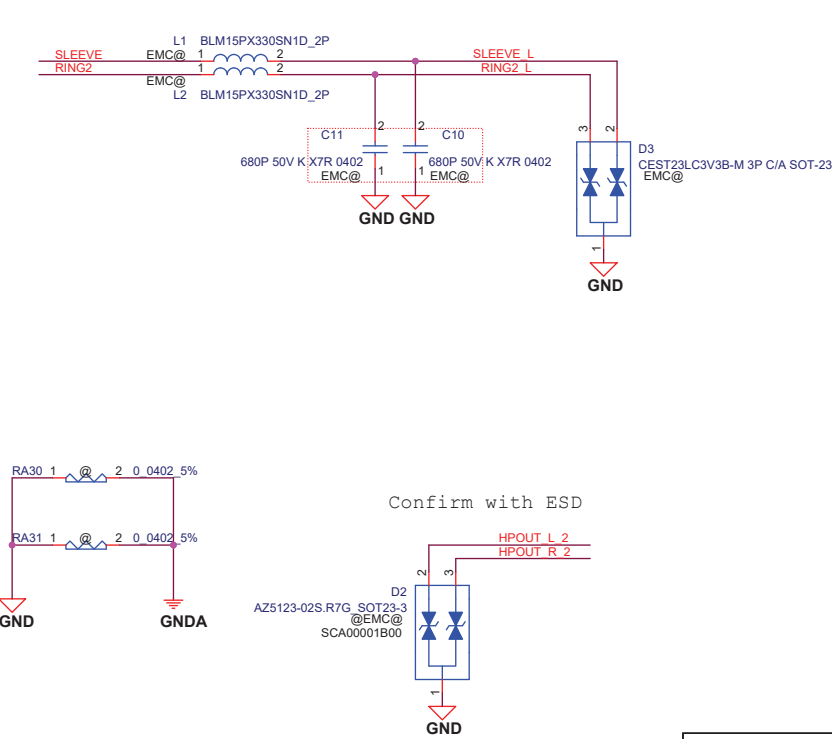 L1 BLM15PX330SN1D_2P
SLEEVE EMC@ 1 2 SLEEVE_L
RING2 1 2 RING2_L
EMC@
L2 BLM15PX330SN1D_2P
3 2
2 2
C11 C10
D3
680P 50V K X7R 0402 680P 50V K X7R 0402 CEST23LC3V3B-M 3P C/A SOT-23
EMC@ 1 1 EMC@ EMC@
GND GND
1
GND
RA30 1 @ 2 0_0402_5%
Confirm with ESD
RA31 1 @ 2 0_0402_5%
HPOUT_L_2
HPOUT_R_2
2 3
D2
AZ5123-02S.R7G_SOT23-3
@EMC@
SCA00001B00
GND GNDA
1
GND